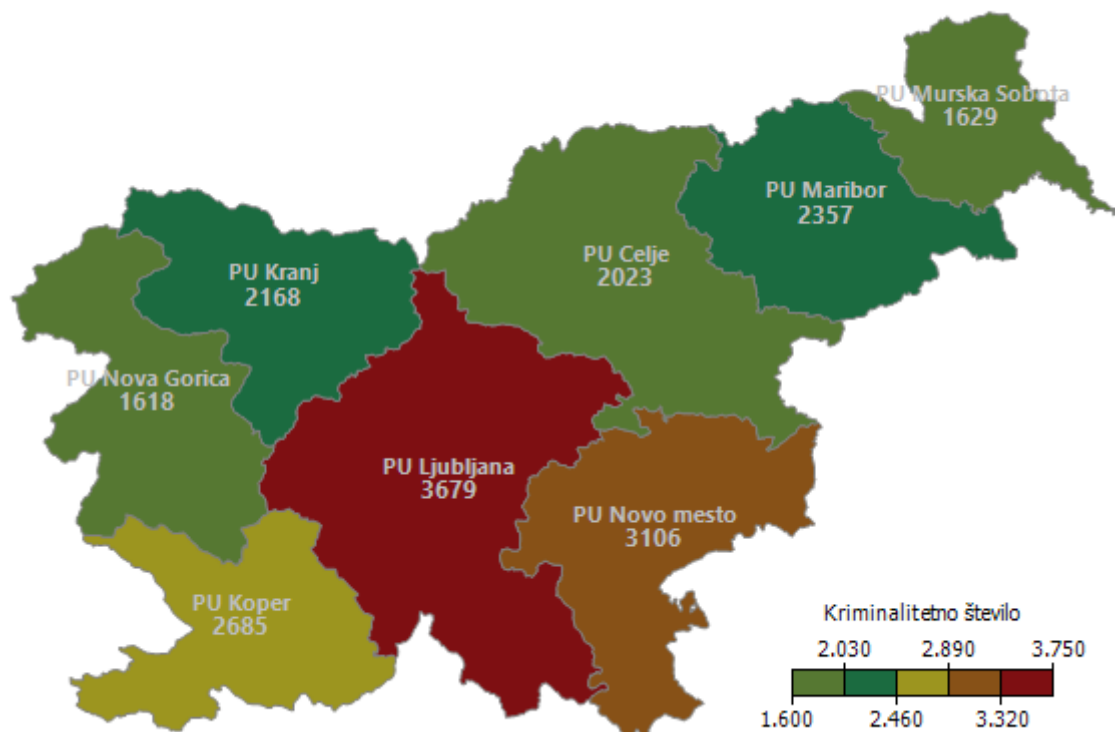 PU Murska Sobota
1629
PU Maribor
2357
PU Celje
2023
PU Kranj
2168
PU Nova Gorica
1618
PU Ljubljana
3679
PU Novo mesto
3106
PU Koper
2685
Kriminalitetno število
2.030 2.890 3.750
1.600 2.460 3.320